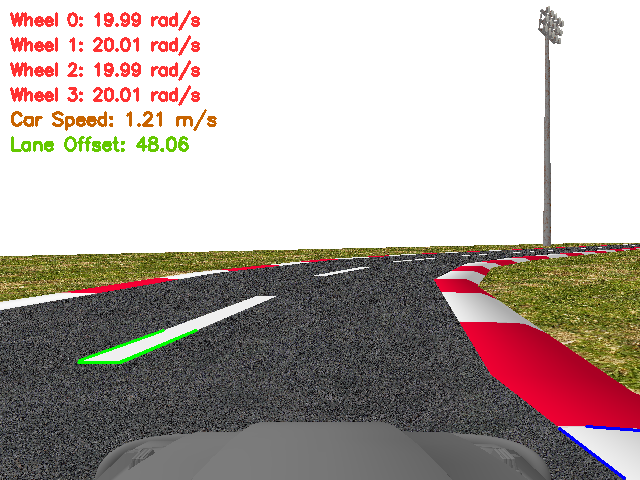 Wheel 0: 19.99 rad/s
Wheel 1: 20.01 rad/s
Wheel 2: 19.99 rad/s
Wheel 3: 20.01 rad/s
Car Speed: 1.21 m/s
Lane Offset: 48.06